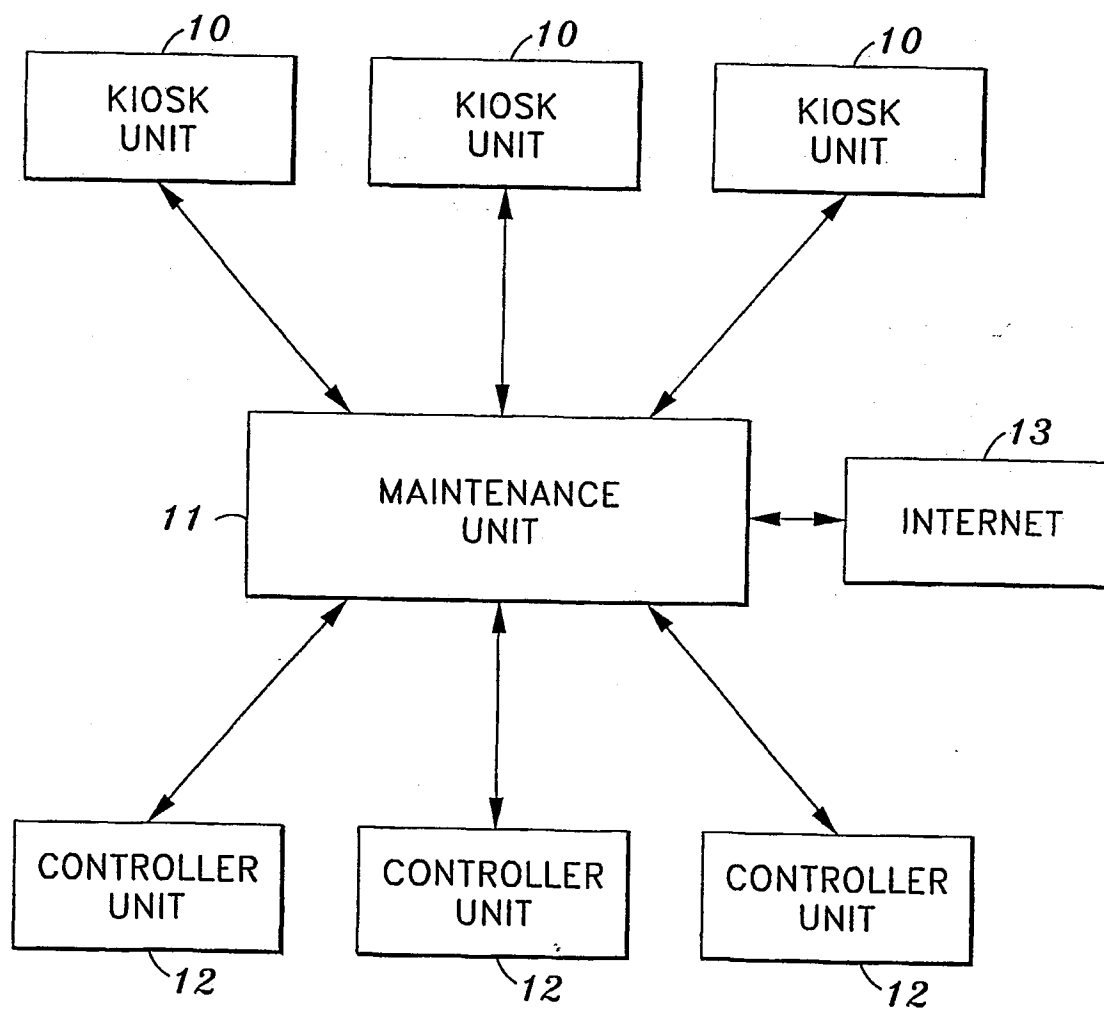 10
10
10
KIOSK
UNIT
KIOSK
UNIT
KIOSK
UNIT
13
MAINTENANCE
UNIT
11
INTERNET
CONTROLLER
UNIT
CONTROLLER
UNIT
CONTROLLER
UNIT
12
12
12